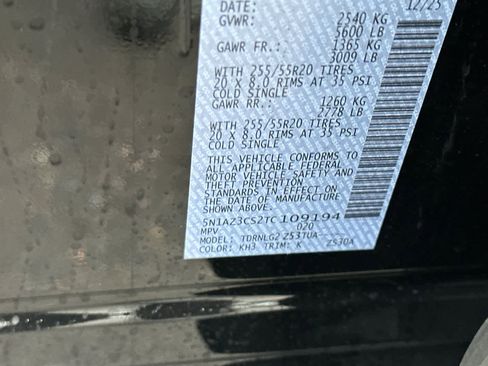 DATE: 12/25
GVWR: 2540 KG
5600 LB
GAWR FR.: 1365 KG
3009 LB
WITH 255/55R20 TIRES
20 X 8.0 RIMS AT 35 PSI
COLD SINGLE
GAWR RR.: 1260 KG
2778 LB
WITH 255/55R20 TIRES
20 X 8.0 RIMS AT 35 PSI
COLD SINGLE
THIS VEHICLE CONFORMS TO
ALL APPLICABLE FEDERAL
MOTOR VEHICLE SAFETY AND
THEFT PREVENTION
STANDARDS IN EFFECT ON
THE DATE OF MANUFACTURE
SHOWN ABOVE.
5N1AZ3CS2TC109194
MPV 020
MODEL: TDRNLG2 Z53TUA
COLOR: KH3 TRIM: K Z530A